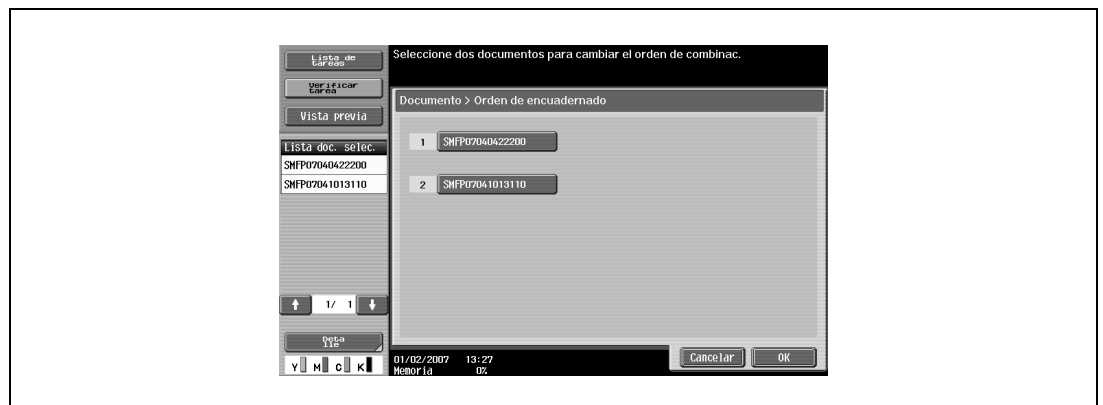 Lista de
tareas
Verificar
tarea
Vista previa
Lista doc. selec.
SMFP07040422200
SMFP07041013110
1/ 1
Deta
lle
Y M C K
Seleccione dos documentos para cambiar el orden de combinac.
Documento > Orden de encuadernado
1 SMFP07040422200
2 SMFP07041013110
01/02/2007 13:27
Memoria 0%
Cancelar OK